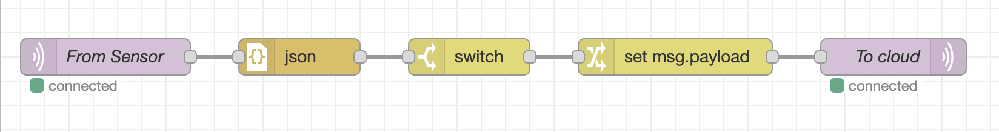 From Sensor
{} json
switch
set msg.payload
To cloud
connected
connected